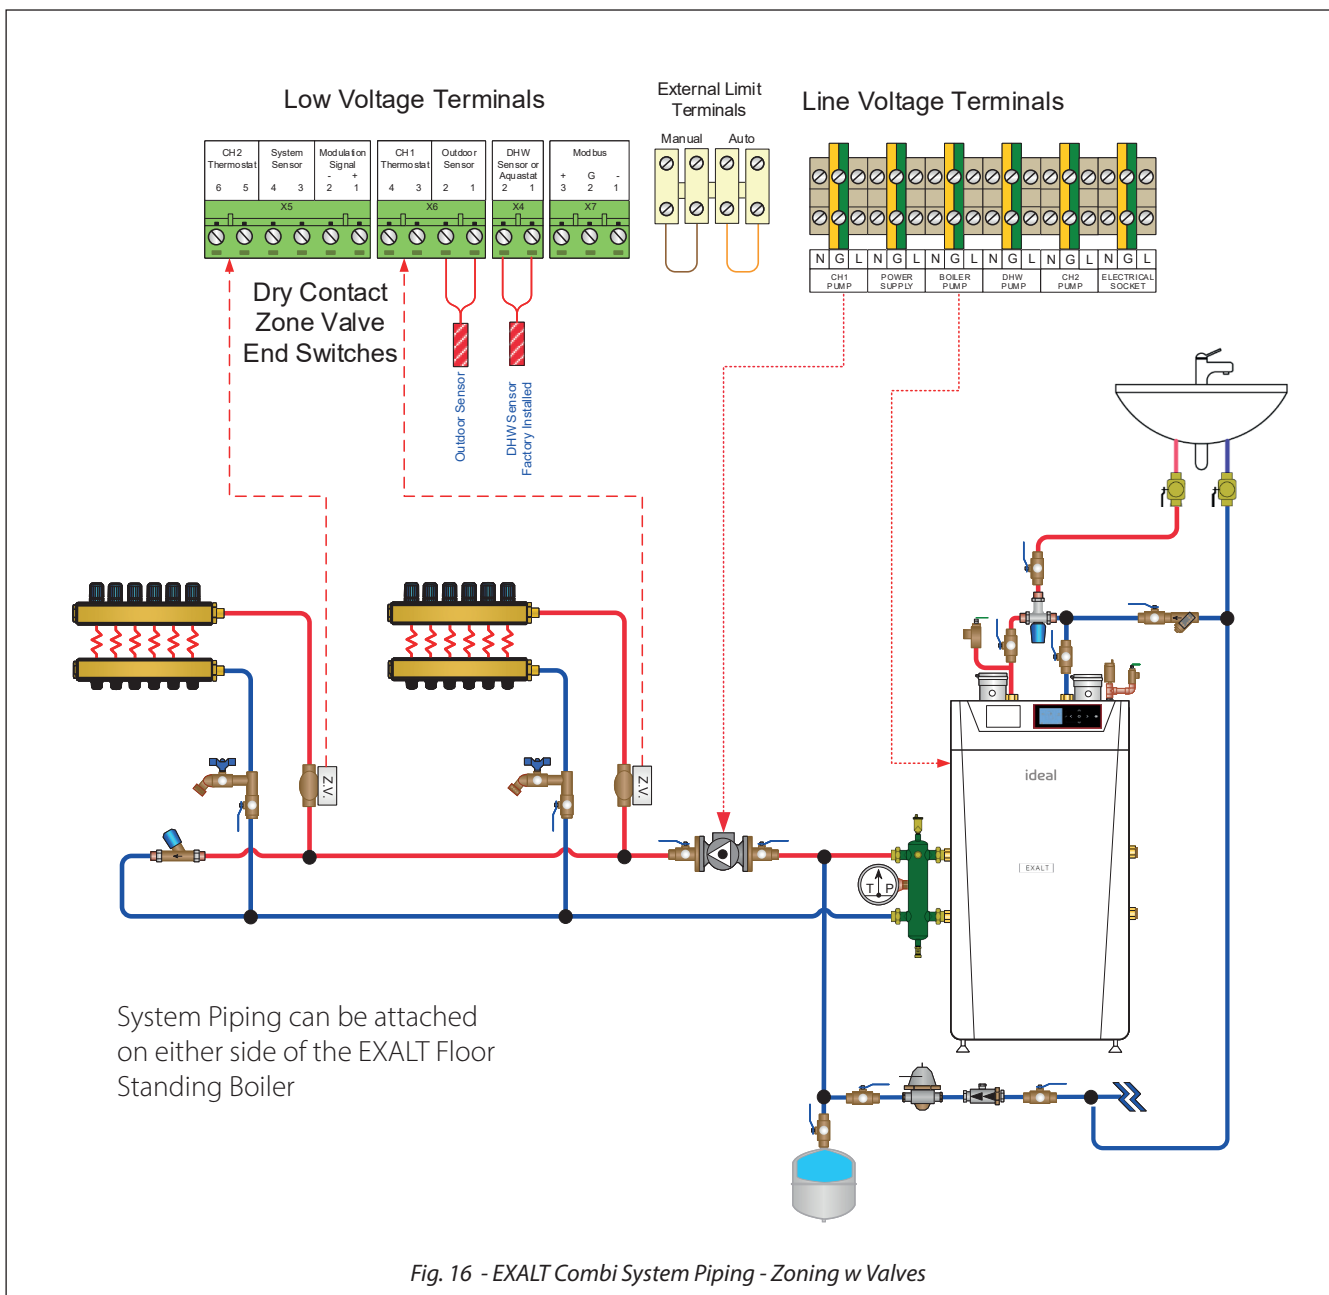 Low Voltage Terminals
External Limit
Terminals
Line Voltage Terminals
Manual Auto
CH2
Thermostat
6 5
System
Sensor
4 3
Modulation
Signal
- +
2 1
X5
CH1
Thermostat
4 3
Outdoor
Sensor
2 1
X6
DHW
Sensor or
Aquastat
2 1
X4
Modbus
+ G -
3 2 1
X7
N G L N G L N G L N G L N G L N G L
CH1
PUMP
POWER
SUPPLY
BOILER
PUMP
DHW
PUMP
CH2
PUMP
ELECTRICAL
SOCKET
Dry Contact
Zone Valve
End Switches
Outdoor Sensor
DHW Sensor
Factory Installed
Z.V.
Z.V.
T P
ideal
EXALT
System Piping can be attached
on either side of the EXALT Floor
Standing Boiler
Fig. 16 - EXALT Combi System Piping - Zoning w Valves